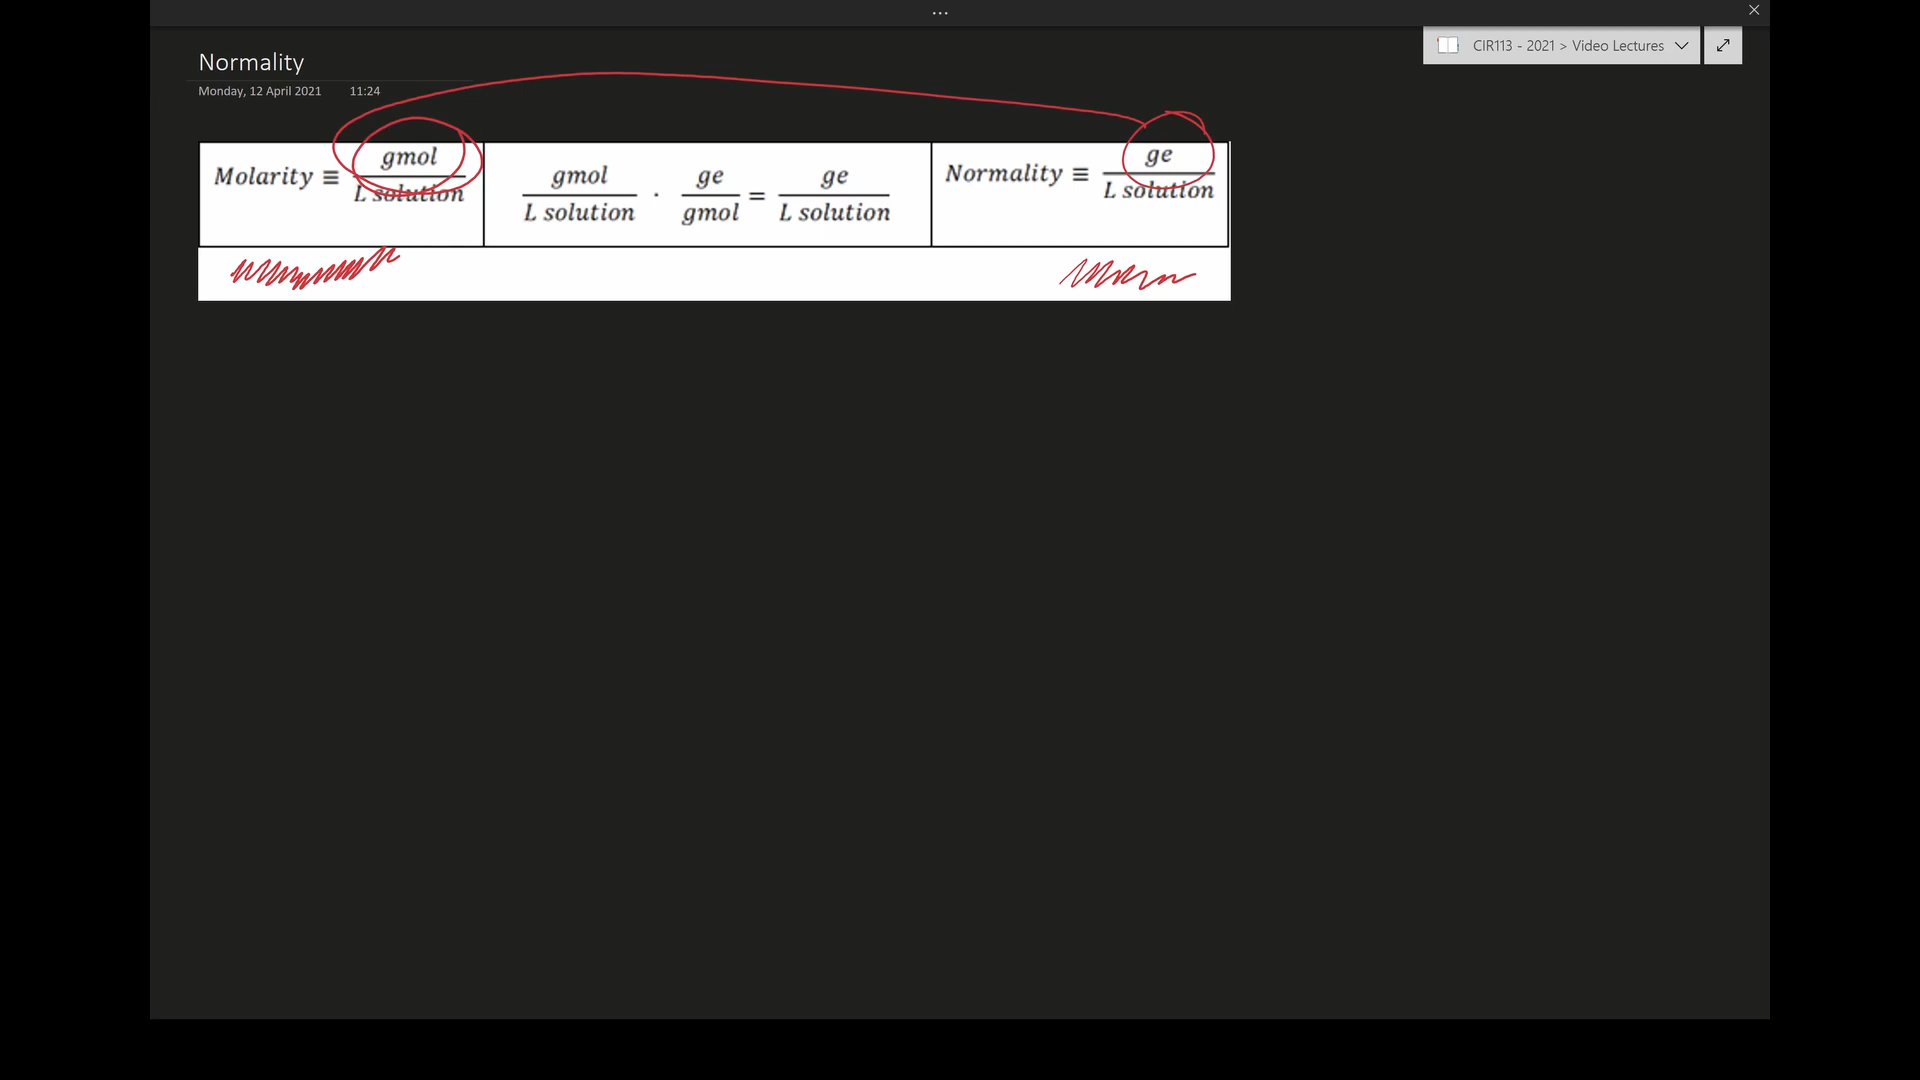 ...
CIR113 - 2021 > Video Lectures
Normality
Monday, 12 April 2021 11:24
Molarity ≡ gmol / L solution
gmol / L solution · ge / gmol = ge / L solution
Normality ≡ ge / L solution